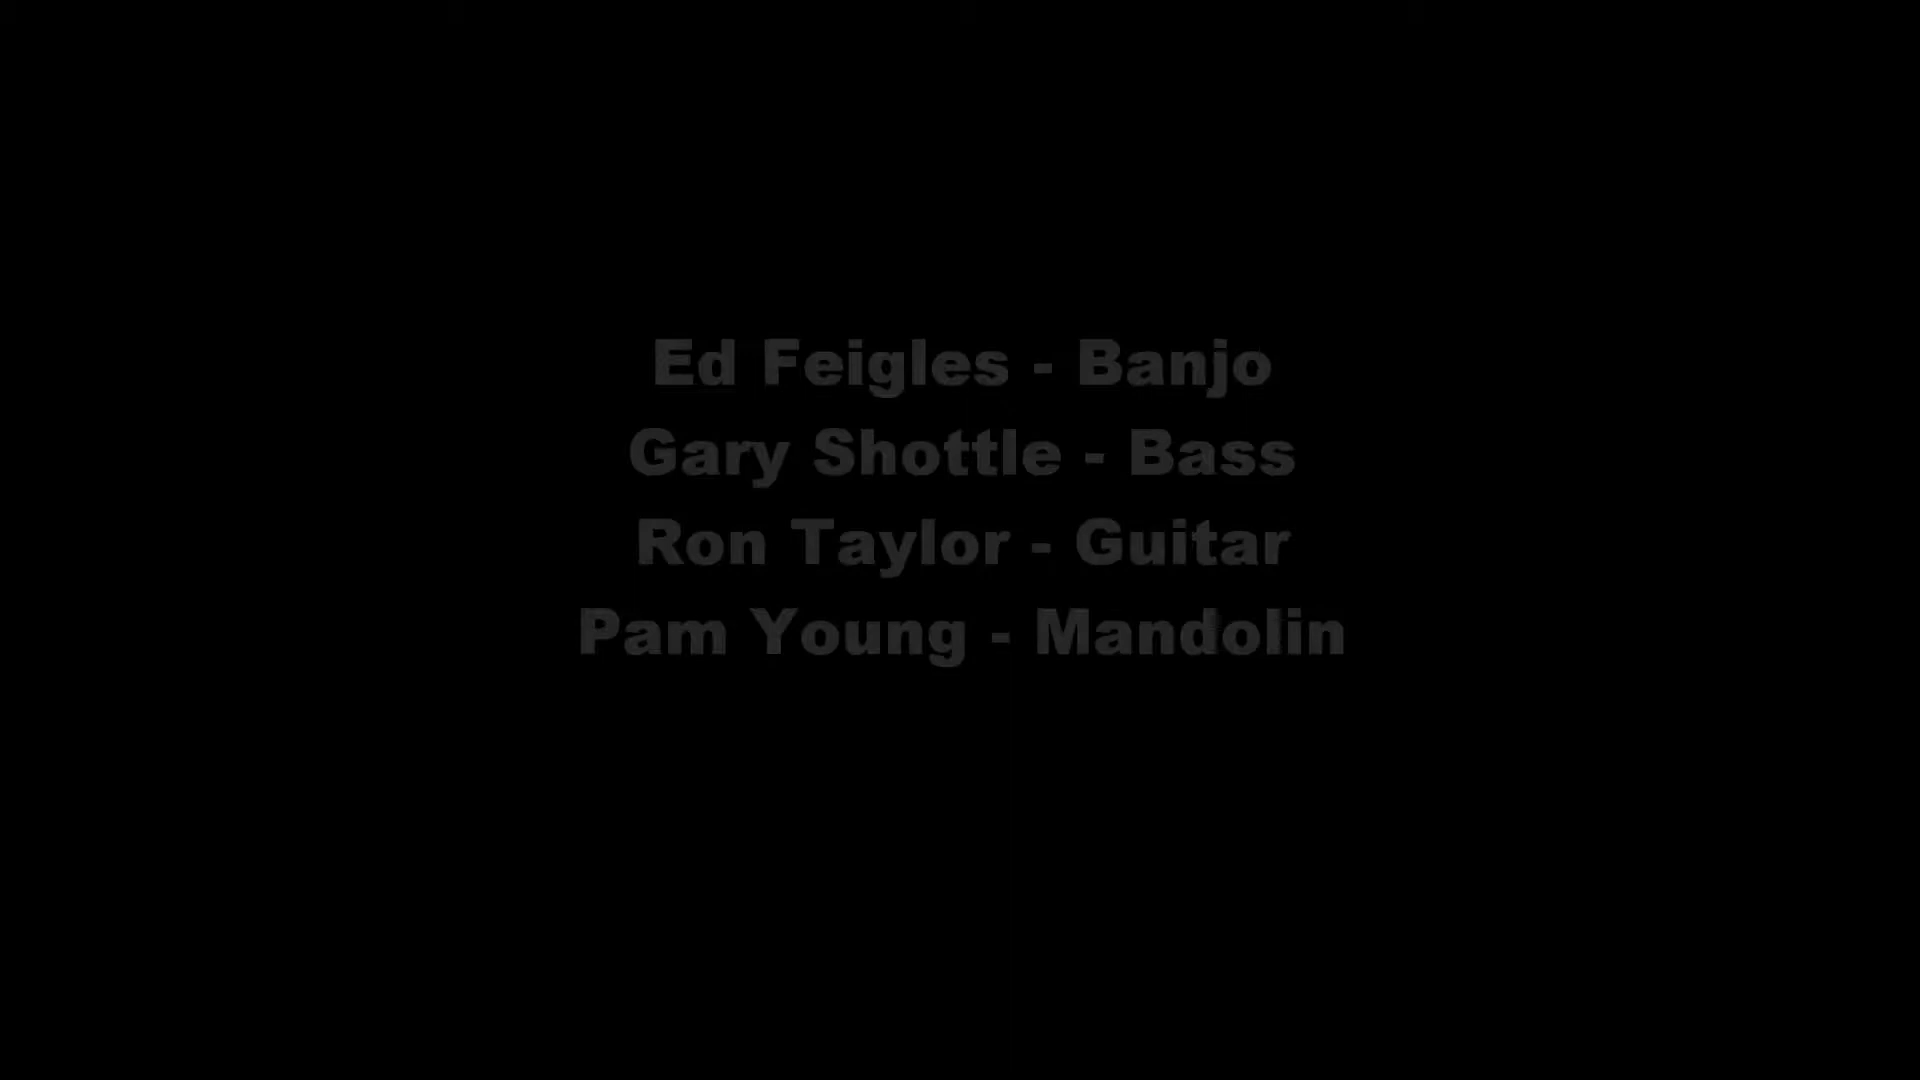 Ed Feigles - Banjo
Gary Shottle - Bass
Ron Taylor - Guitar
Pam Young - Mandolin